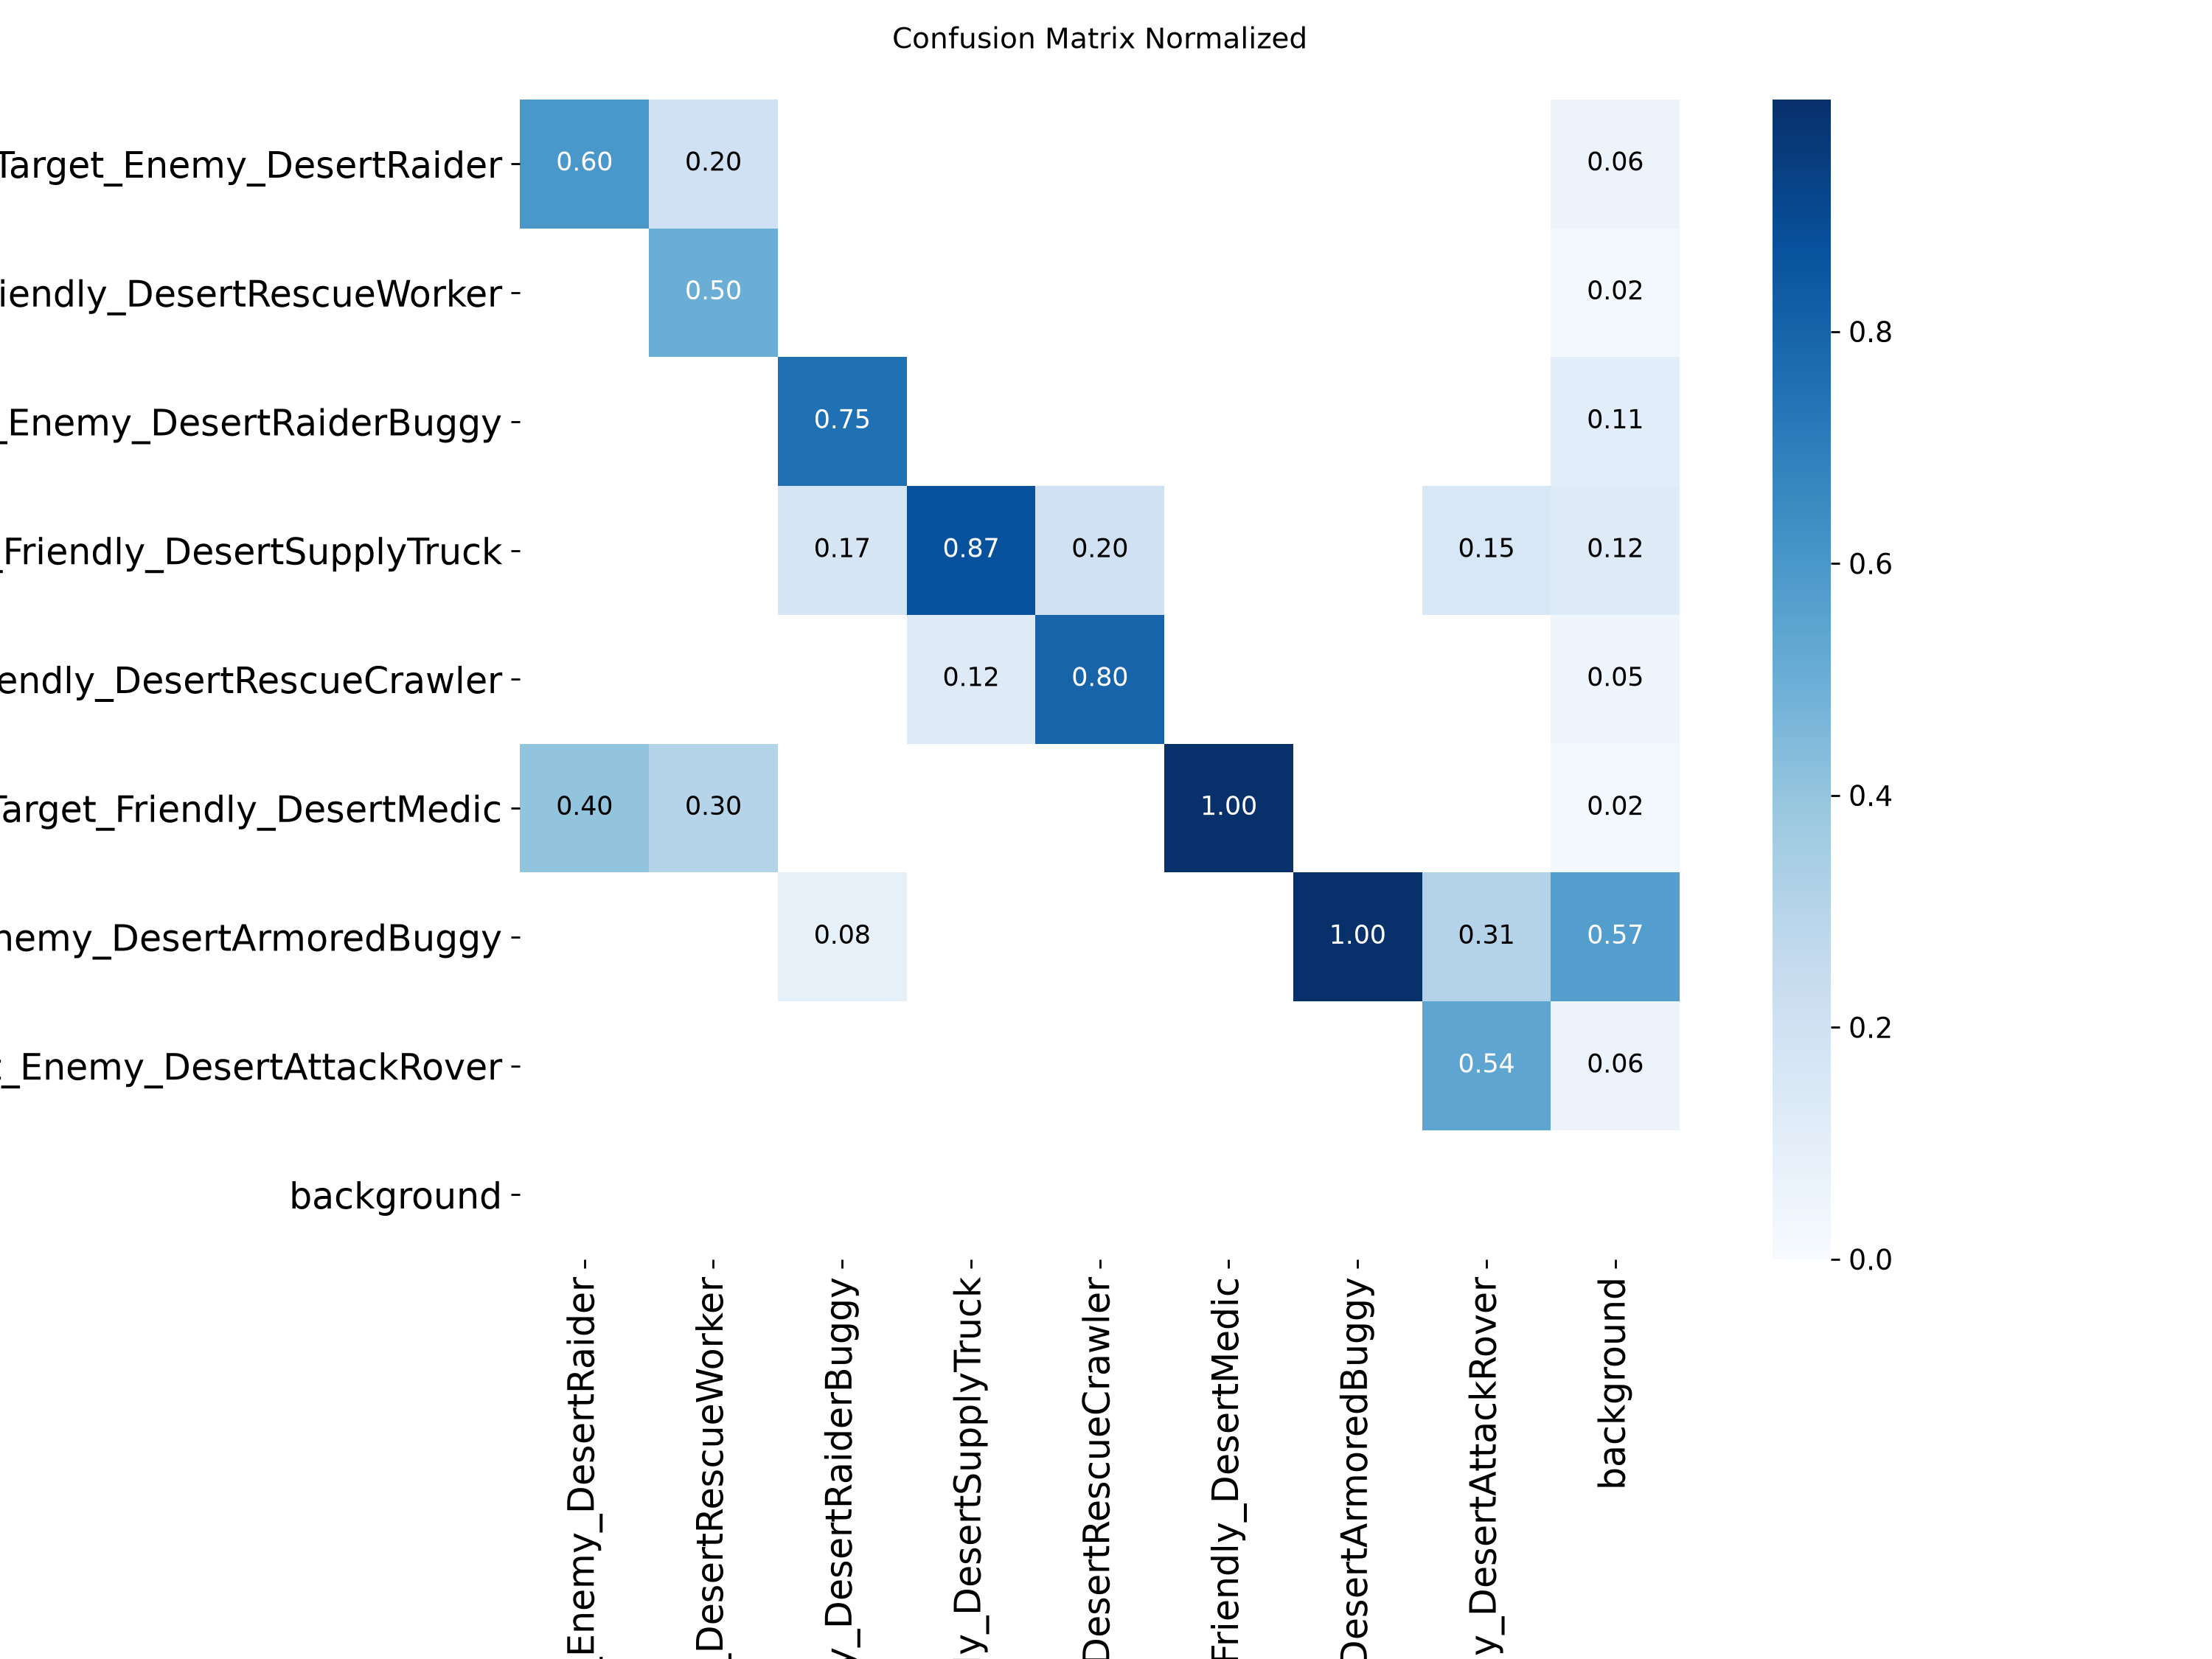 Confusion Matrix Normalized
Target_Enemy_DesertRaider
0.60 0.20 0.06
iendly_DesertRescueWorker
0.50 0.02
_Enemy_DesertRaiderBuggy
0.75 0.11
_Friendly_DesertSupplyTruck
0.17 0.87 0.20 0.15 0.12
endly_DesertRescueCrawler
0.12 0.80 0.05
Target_Friendly_DesertMedic
0.40 0.30 1.00 0.02
nemy_DesertArmoredBuggy
0.08 1.00 0.31 0.57
_Enemy_DesertAttackRover
0.54 0.06
background
0.8
0.6
0.4
0.2
0.0
_Enemy_DesertRaider
_DesertRescueWorker
y_DesertRaiderBuggy
ly_DesertSupplyTruck
DesertRescueCrawler
Friendly_DesertMedic
DesertArmoredBuggy
y_DesertAttackRover
background